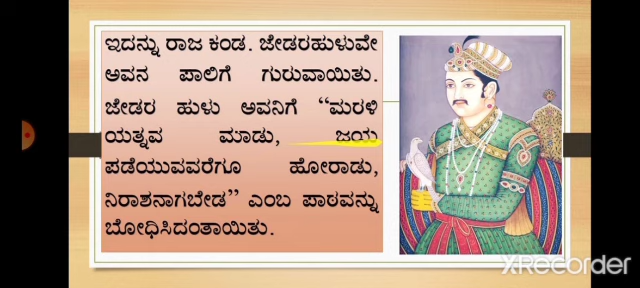 ಇದನ್ನು ರಾಜ ಕಂಡ. ಜೇಡರಹುಳುವೇ
ಅವನ ಪಾಲಿಗೆ ಗುರುವಾಯಿತು.
ಜೇಡರ ಹುಳು ಅವನಿಗೆ “ಮರಳಿ
ಯತ್ನವ ಮಾಡು, ಜಯ
ಪಡೆಯುವವರೆಗೂ ಹೋರಾಡು,
ನಿರಾಶನಾಗಬೇಡ” ಎಂಬ ಪಾಠವನ್ನು
ಬೋಧಿಸಿದಂತಾಯಿತು.
XRecorder